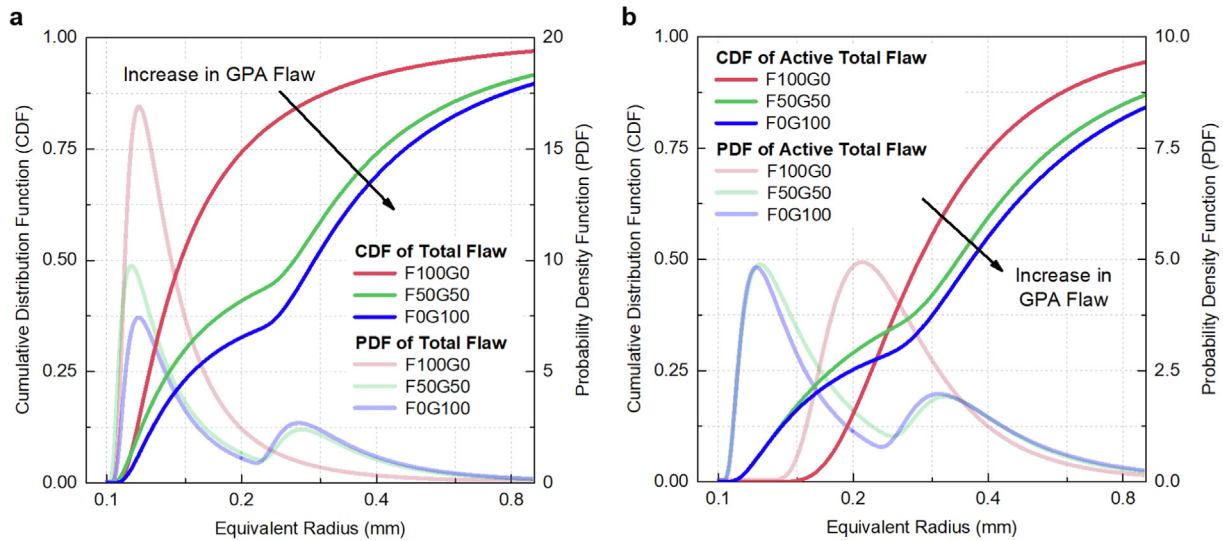 a
Increase in GPA Flaw
CDF of Total Flaw
F100G0
F50G50
F0G100
PDF of Total Flaw
F100G0
F50G50
F0G100
Cumulative Distribution Function (CDF)
1.00
0.75
0.50
0.25
0.00
Probability Density Function (PDF)
20
15
10
5
0
0.1
0.2
0.4
0.8
Equivalent Radius (mm)
b
CDF of Active Total Flaw
F100G0
F50G50
F0G100
PDF of Active Total Flaw
F100G0
F50G50
F0G100
Increase in
GPA Flaw
Cumulative Distribution Function (CDF)
1.00
0.75
0.50
0.25
0.00
Probability Density Function (PDF)
10.0
7.5
5.0
2.5
0.0
0.1
0.2
0.4
0.8
Equivalent Radius (mm)